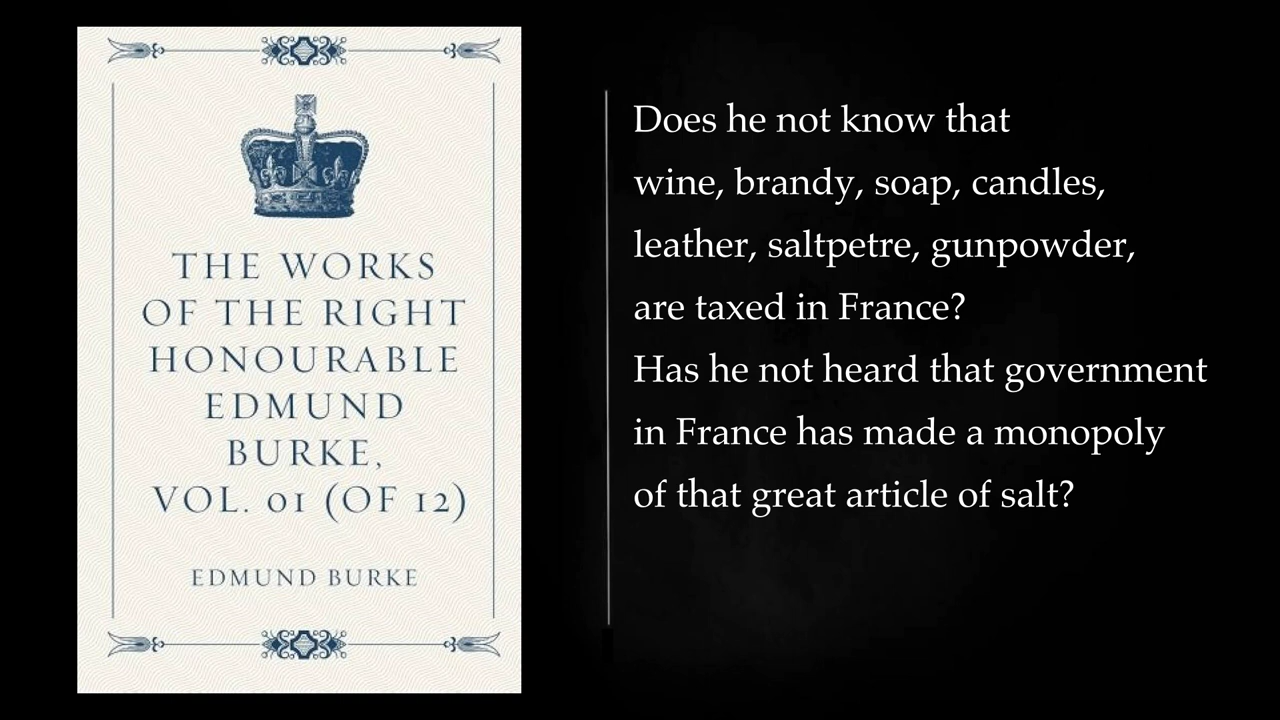 THE WORKS
OF THE RIGHT
HONOURABLE
EDMUND
BURKE,
VOL. 01 (OF 12)
EDMUND BURKE
Does he not know that
wine, brandy, soap, candles,
leather, saltpetre, gunpowder,
are taxed in France?
Has he not heard that government
in France has made a monopoly
of that great article of salt?